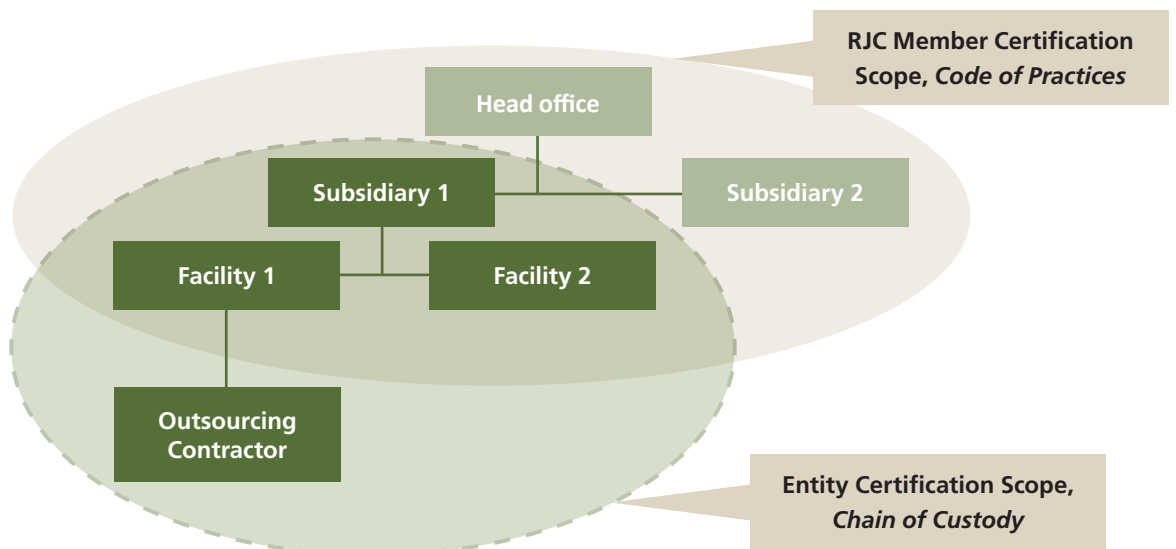 RJC Member Certification
Scope, Code of Practices
Head office
Subsidiary 1
Subsidiary 2
Facility 1
Facility 2
Outsourcing
Contractor
Entity Certification Scope,
Chain of Custody